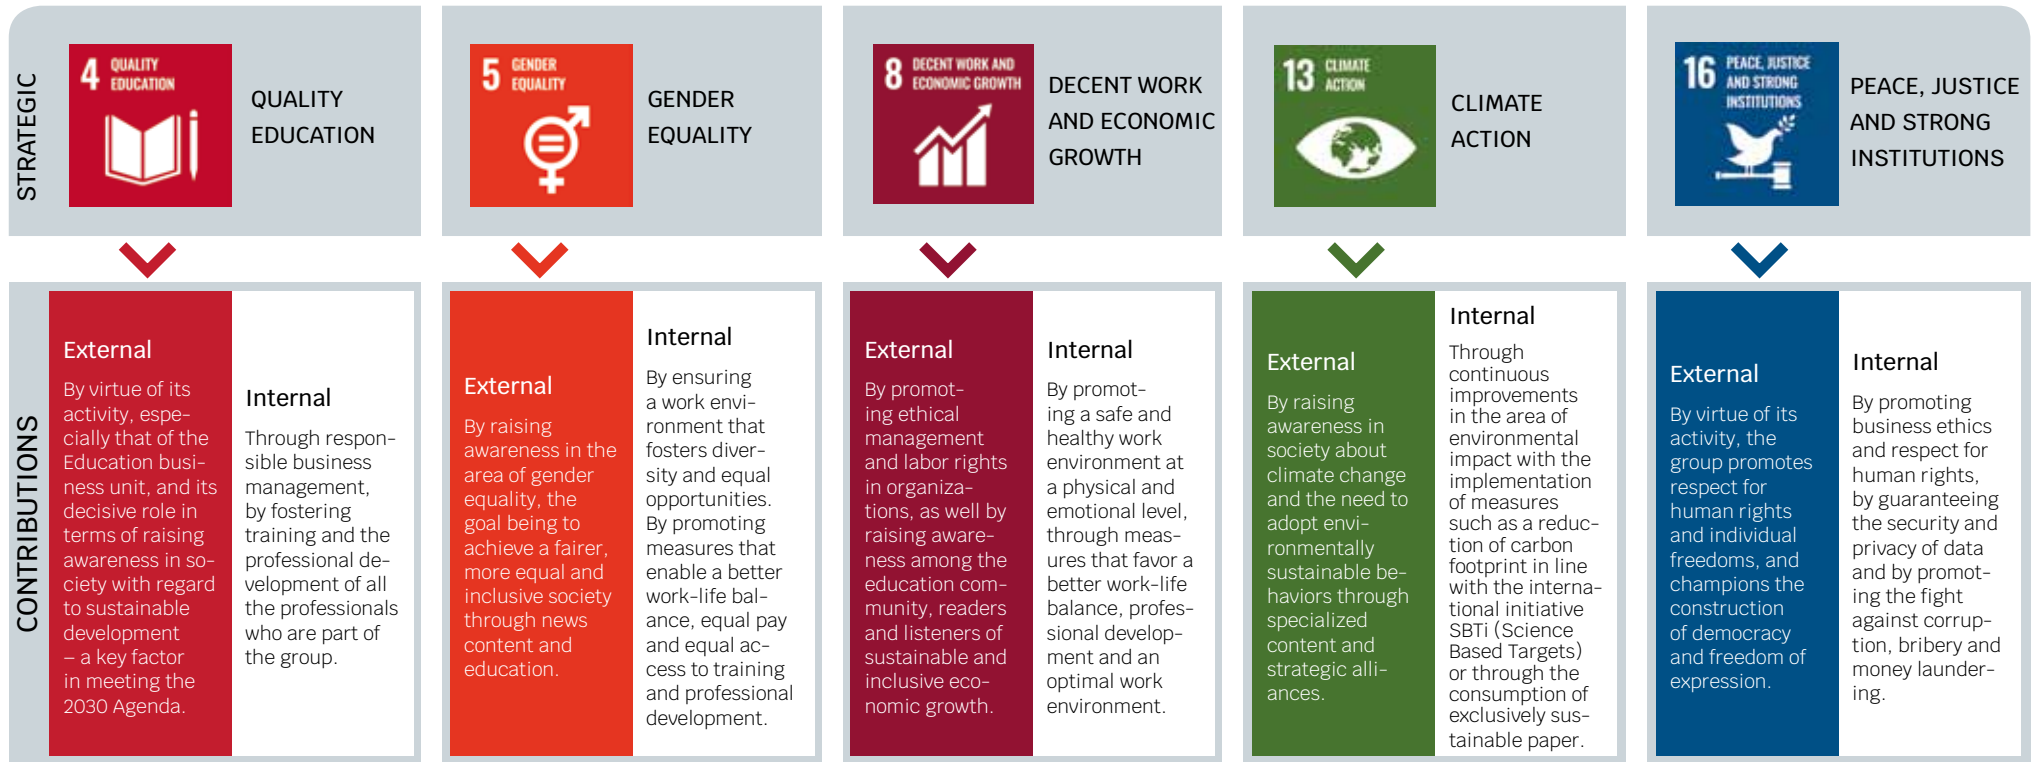 STRATEGIC
4 QUALITY
EDUCATION
QUALITY
EDUCATION
5 GENDER
EQUALITY
GENDER
EQUALITY
8 DECENT WORK AND
ECONOMIC GROWTH
DECENT WORK
AND ECONOMIC
GROWTH
13 CLIMATE
ACTION
CLIMATE
ACTION
16 PEACE, JUSTICE
AND STRONG
INSTITUTIONS
PEACE, JUSTICE
AND STRONG
INSTITUTIONS
CONTRIBUTIONS
External
By virtue of its
activity, espe-
cially that of the
Education busi-
ness unit, and its
decisive role in
terms of raising
awareness in so-
ciety with regard
to sustainable
development
– a key factor
in meeting the
2030 Agenda.
Internal
Through respon-
sible business
management,
by fostering
training and the
professional de-
velopment of all
the professionals
who are part of
the group.
External
By raising
awareness in the
area of gender
equality, the
goal being to
achieve a fairer,
more equal and
inclusive society
through news
content and
education.
Internal
By ensuring
a work envi-
ronment that
fosters diver-
sity and equal
opportunities.
By promoting
measures that
enable a better
work-life bal-
ance, equal pay
and equal ac-
cess to training
and professional
development.
External
By promot-
ing ethical
management
and labor rights
in organiza-
tions, as well by
raising aware-
ness among the
education com-
munity, readers
and listeners of
sustainable and
inclusive eco-
nomic growth.
Internal
By promot-
ing a safe and
healthy work
environment at
a physical and
emotional level,
through meas-
ures that favor a
better work-life
balance, profes-
sional develop-
ment and an
optimal work
environment.
External
By raising
awareness in
society about
climate change
and the need to
adopt envi-
ronmentally
sustainable be-
haviors through
specialized
content and
strategic alli-
ances.
Internal
Through
continuous
improvements
in the area of
environmental
impact with the
implementation
of measures
such as a reduc-
tion of carbon
footprint in line
with the interna-
tional initiative
SBTi (Science
Based Targets)
or through the
consumption of
exclusively sus-
tainable paper.
External
By virtue of its
activity, the
group promotes
respect for
human rights
and individual
freedoms, and
champions the
construction
of democracy
and freedom of
expression.
Internal
By promoting
business ethics
and respect for
human rights,
by guaranteeing
the security and
privacy of data
and by promot-
ing the fight
against corrup-
tion, bribery and
money launder-
ing.